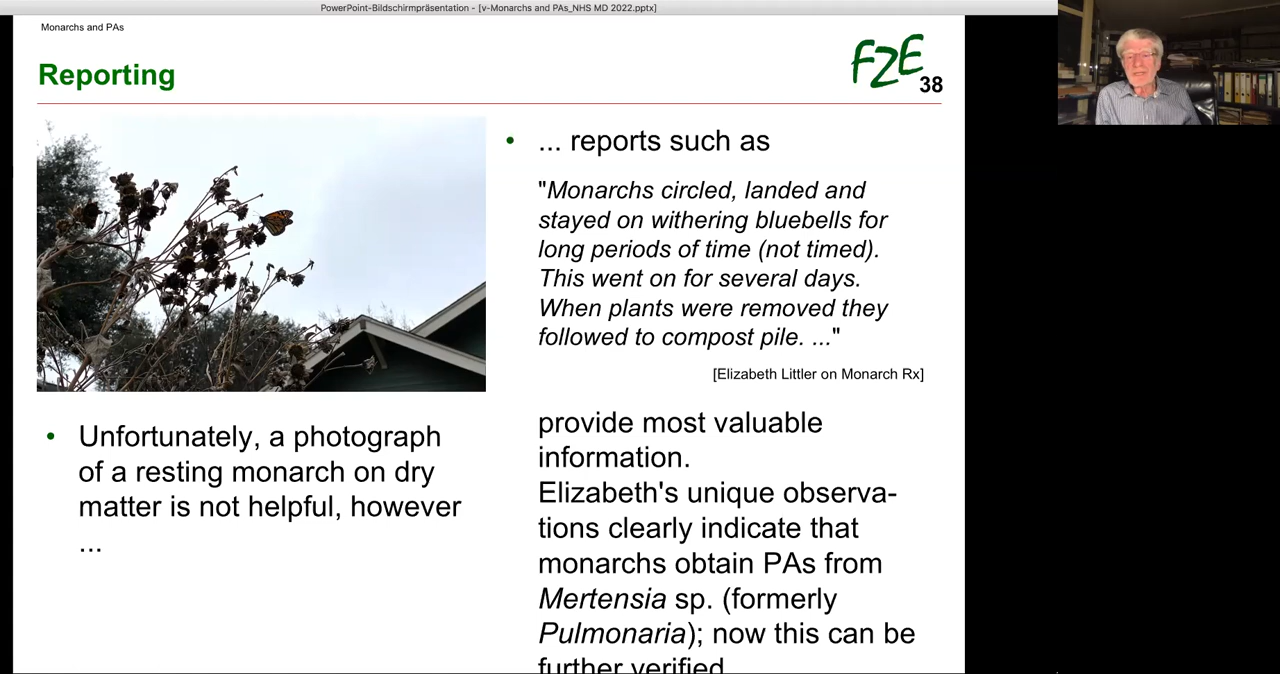 PowerPoint-Bildschirmpräsentation - [v-Monarchs and PAs_NHS MD 2022.pptx]
Monarchs and PAs
Reporting
FZE
38
• ... reports such as
"Monarchs circled, landed and
stayed on withering bluebells for
long periods of time (not timed).
This went on for several days.
When plants were removed they
followed to compost pile. ..."
[Elizabeth Littler on Monarch Rx]
• Unfortunately, a photograph
of a resting monarch on dry
matter is not helpful, however
...
provide most valuable
information.
Elizabeth's unique observa-
tions clearly indicate that
monarchs obtain PAs from
Mertensia sp. (formerly
Pulmonaria); now this can be
further verified